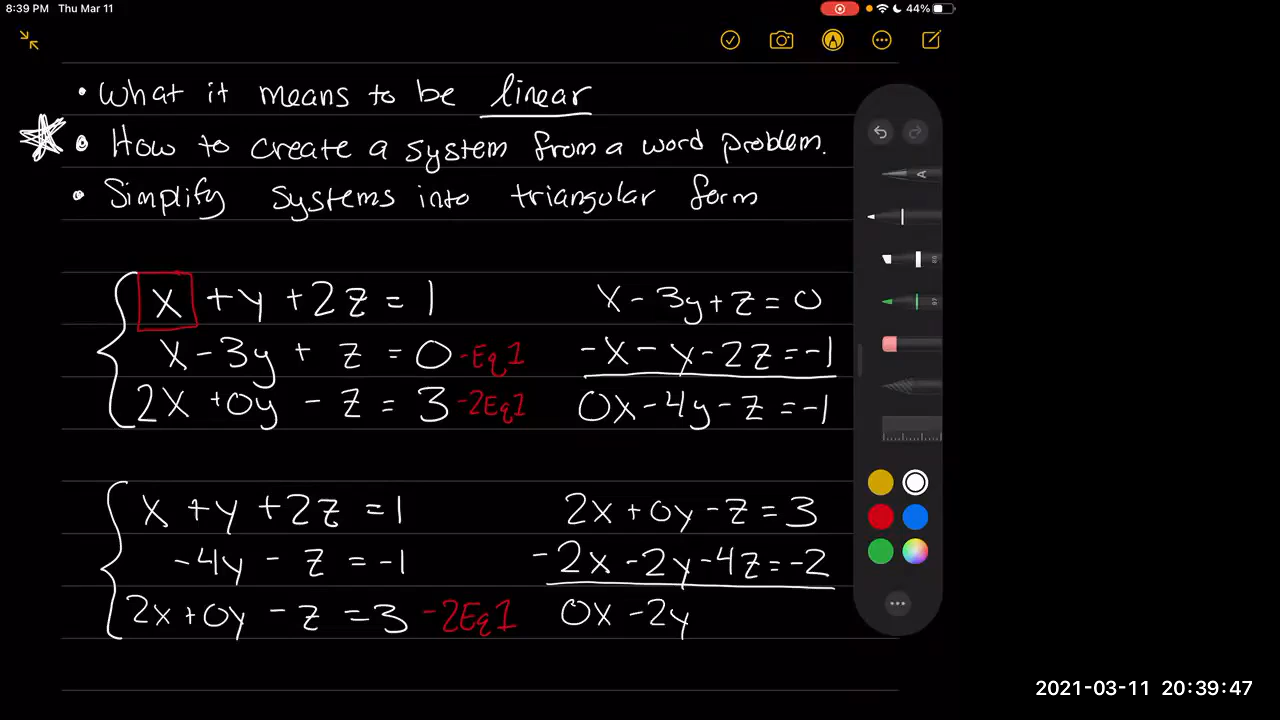 8:39 PM Thu Mar 11
44%
• What it means to be linear
• How to create a system from a word problem.
• Simplify systems into triangular form
x + y + 2z = 1
x - 3y + z = 0 -Eq1
2x + 0y - z = 3 -2Eq1
x - 3y + z = 0
-x - y - 2z = -1
0x - 4y - z = -1
x + y + 2z = 1
-4y - z = -1
2x + 0y - z = 3 -2Eq1
2x + 0y - z = 3
-2x - 2y - 4z = -2
0x - 2y
2021-03-11 20:39:47